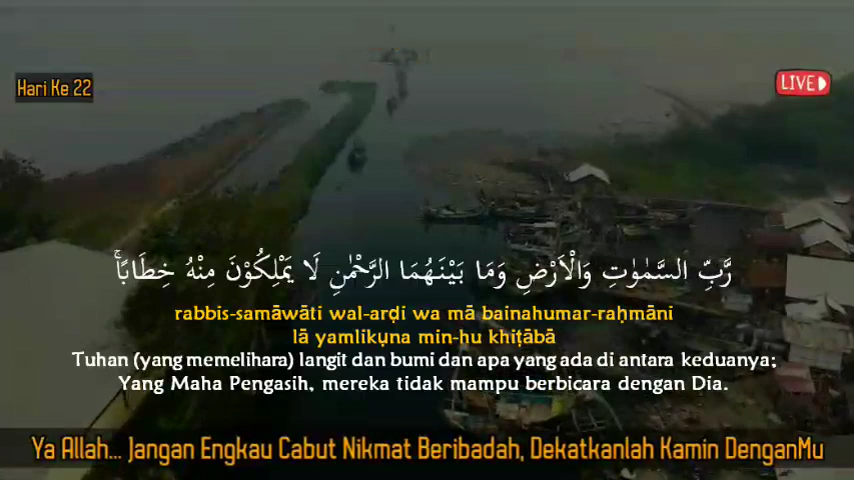 Hari Ke 22
LIVE
رَّبِّ السَّمٰوٰتِ وَالْاَرْضِ وَمَا بَيْنَهُمَا الرَّحْمٰنِ لَا يَمْلِكُوْنَ مِنْهُ خِطَابًاۚ
rabbis-samāwāti wal-arḍi wa mā bainahumar-raḥmāni
lā yamlikụna min-hu khiṭābā
Tuhan (yang memelihara) langit dan bumi dan apa yang ada di antara keduanya;
Yang Maha Pengasih, mereka tidak mampu berbicara dengan Dia.
Ya Allah... Jangan Engkau Cabut Nikmat Beribadah, Dekatkanlah Kamin DenganMu